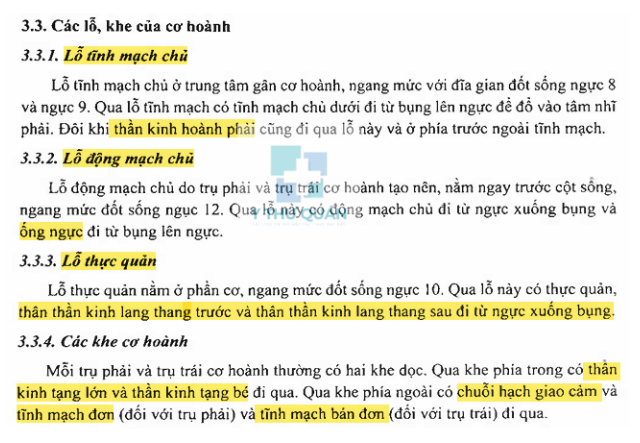 3.3. Các lỗ, khe của cơ hoành
3.3.1. Lỗ tĩnh mạch chủ
Lỗ tĩnh mạch chủ ở trung tâm gân cơ hoành, ngang mức với đĩa gian đốt sống ngực 8
và ngực 9. Qua lỗ tĩnh mạch có tĩnh mạch chủ dưới đi từ bụng lên ngực để đổ vào tâm nhĩ
phải. Đôi khi thần kinh hoành phải cũng đi qua lỗ này và ở phía trước ngoài tĩnh mạch.
3.3.2. Lỗ động mạch chủ
Lỗ động mạch chủ do trụ phải và trụ trái cơ hoành tạo nên, nằm ngay trước cột sống,
ngang mức đốt sống ngục 12. Qua lỗ này có động mạch chủ đi từ ngực xuống bụng và
ống ngực đi từ bụng lên ngực.
Y THƯ QUÁN
3.3.3. Lỗ thực quản
Lỗ thực quản nằm ở phần cơ, ngang mức đốt sống ngực 10. Qua lỗ này có thực quản,
thân thần kinh lang thang trước và thân thần kinh lang thang sau đi từ ngực xuống bụng.
3.3.4. Các khe cơ hoành
Mỗi trụ phải và trụ trái cơ hoành thường có hai khe dọc. Qua khe phía trong có thần
kinh tạng lớn và thần kinh tạng bé đi qua. Qua khe phía ngoài có chuỗi hạch giao cảm và
tĩnh mạch đơn (đối với trụ phải) và tĩnh mạch bán đơn (đối với trụ trái) đi qua.